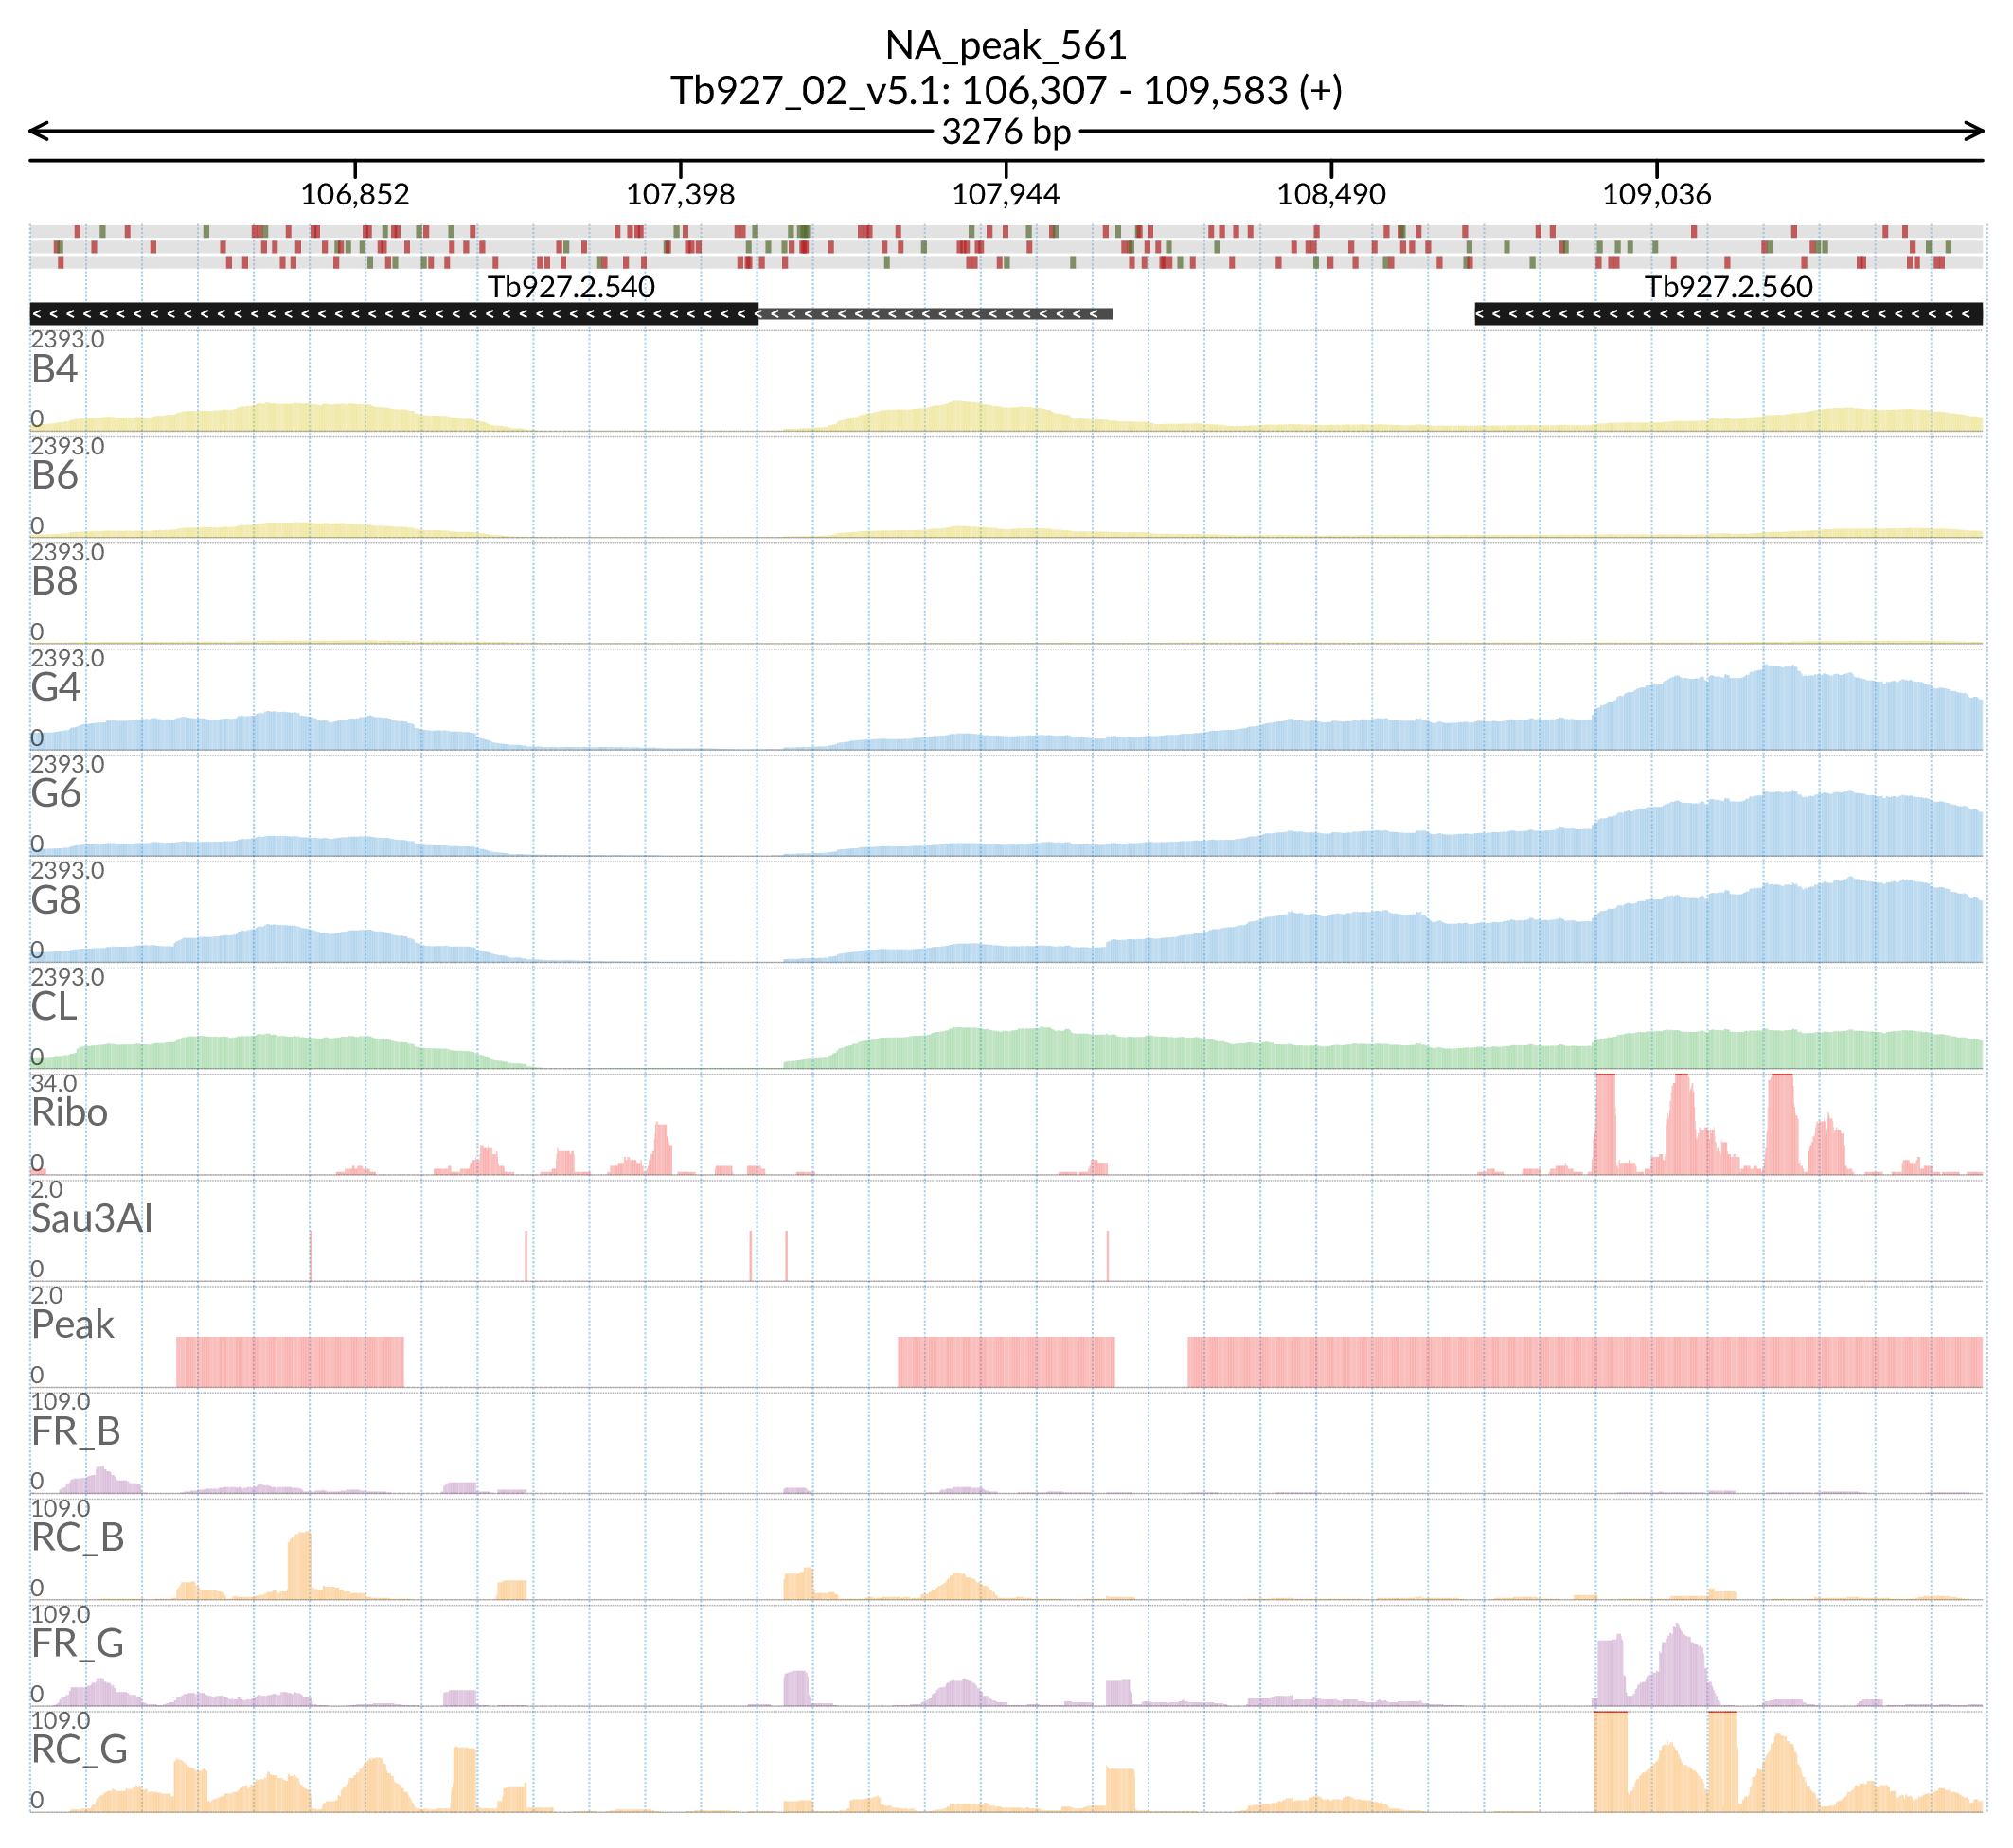 NA_peak_561
Tb927_02_v5.1: 106,307 - 109,583 (+)
3276 bp
106,852 107,398 107,944 108,490 109,036
Tb927.2.540 Tb927.2.560
2393.0
B4
0
2393.0
B6
0
2393.0
B8
0
2393.0
G4
0
2393.0
G6
0
2393.0
G8
0
2393.0
CL
0
34.0
Ribo
0
2.0
Sau3AI
0
2.0
Peak
0
109.0
FR_B
0
109.0
RC_B
0
109.0
FR_G
0
109.0
RC_G
0